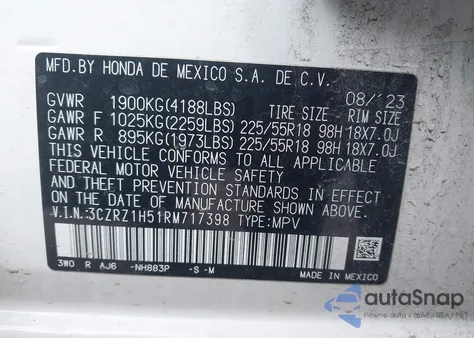 MFD.BY HONDA DE MEXICO S.A. DE C.V.
08/'23
GVWR 1900KG(4188LBS) TIRE SIZE RIM SIZE
GAWR F 1025KG(2259LBS) 225/55R18 98H 18X7.0J
GAWR R 895KG(1973LBS) 225/55R18 98H 18X7.0J
THIS VEHICLE CONFORMS TO ALL APPLICABLE
FEDERAL MOTOR VEHICLE SAFETY AND
THEFT PREVENTION STANDARDS IN EFFECT ON THE
DATE OF MANUFACTURE SHOWN ABOVE.
V.I.N.:3CZRZ1H51RM717398 TYPE:MPV
3WO R AJ6 -NH883P -S -M
MADE IN MEXICO
autoSnap